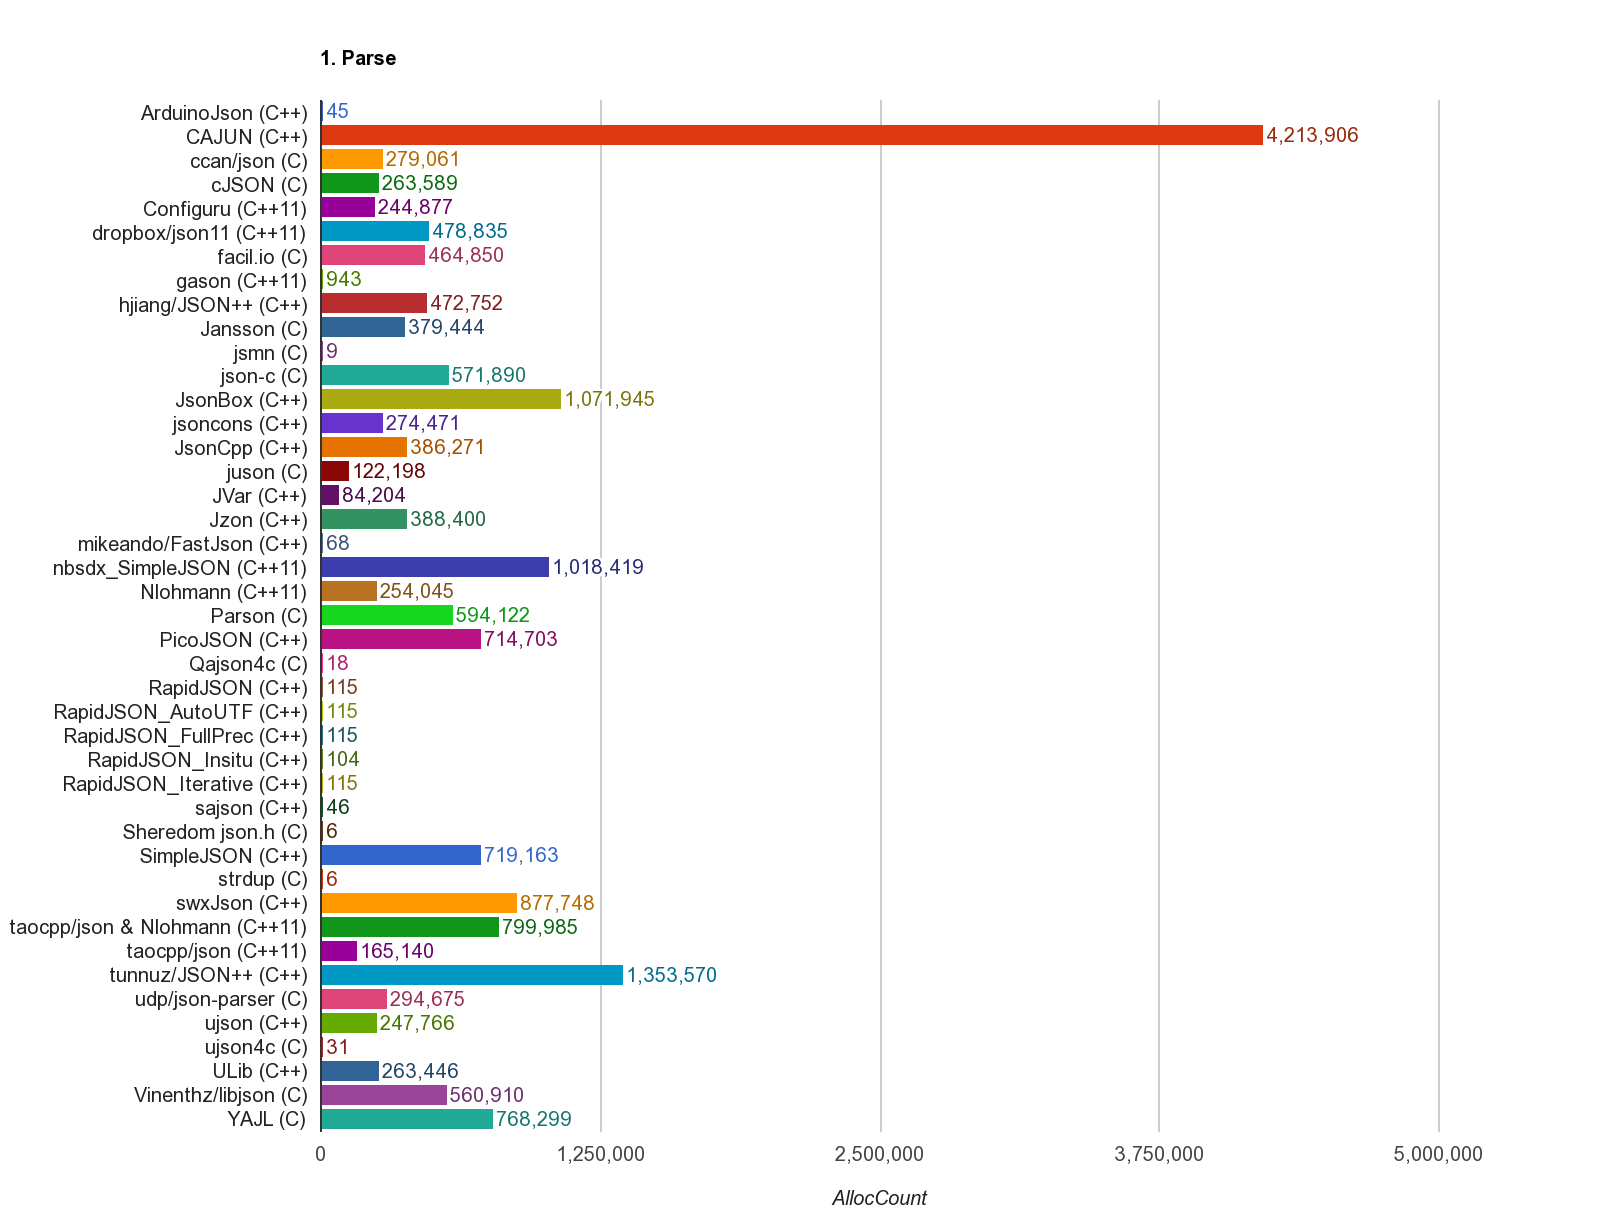 1. Parse
ArduinoJson (C++) 45
CAJUN (C++) 4,213,906
ccan/json (C) 279,061
cJSON (C) 263,589
Configuru (C++11) 244,877
dropbox/json11 (C++11) 478,835
facil.io (C) 464,850
gason (C++11) 943
hjiang/JSON++ (C++) 472,752
Jansson (C) 379,444
jsmn (C) 9
json-c (C) 571,890
JsonBox (C++) 1,071,945
jsoncons (C++) 274,471
JsonCpp (C++) 386,271
juson (C) 122,198
JVar (C++) 84,204
Jzon (C++) 388,400
mikeando/FastJson (C++) 68
nbsdx_SimpleJSON (C++11) 1,018,419
Nlohmann (C++11) 254,045
Parson (C) 594,122
PicoJSON (C++) 714,703
Qajson4c (C) 18
RapidJSON (C++) 115
RapidJSON_AutoUTF (C++) 115
RapidJSON_FullPrec (C++) 115
RapidJSON_Insitu (C++) 104
RapidJSON_Iterative (C++) 115
sajson (C++) 46
Sheredom json.h (C) 6
SimpleJSON (C++) 719,163
strdup (C) 6
swxJson (C++) 877,748
taocpp/json & Nlohmann (C++11) 799,985
taocpp/json (C++11) 165,140
tunnuz/JSON++ (C++) 1,353,570
udp/json-parser (C) 294,675
ujson (C++) 247,766
ujson4c (C) 31
ULib (C++) 263,446
Vinenthz/libjson (C) 560,910
YAJL (C) 768,299
0 1,250,000 2,500,000 3,750,000 5,000,000
AllocCount